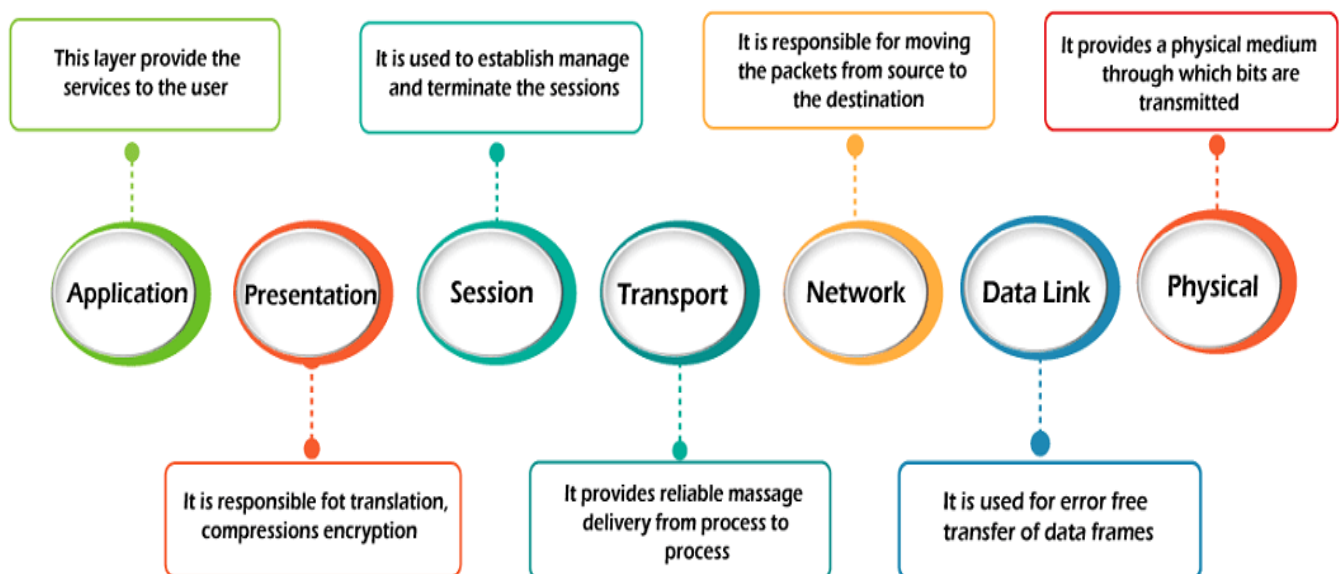 This layer provide the
services to the user
It is used to establish manage
and terminate the sessions
It is responsible for moving
the packets from source to
the destination
It provides a physical medium
through which bits are
transmitted
Application
Presentation
Session
Transport
Network
Data Link
Physical
It is responsible fot translation,
compressions encryption
It provides reliable massage
delivery from process to
process
It is used for error free
transfer of data frames